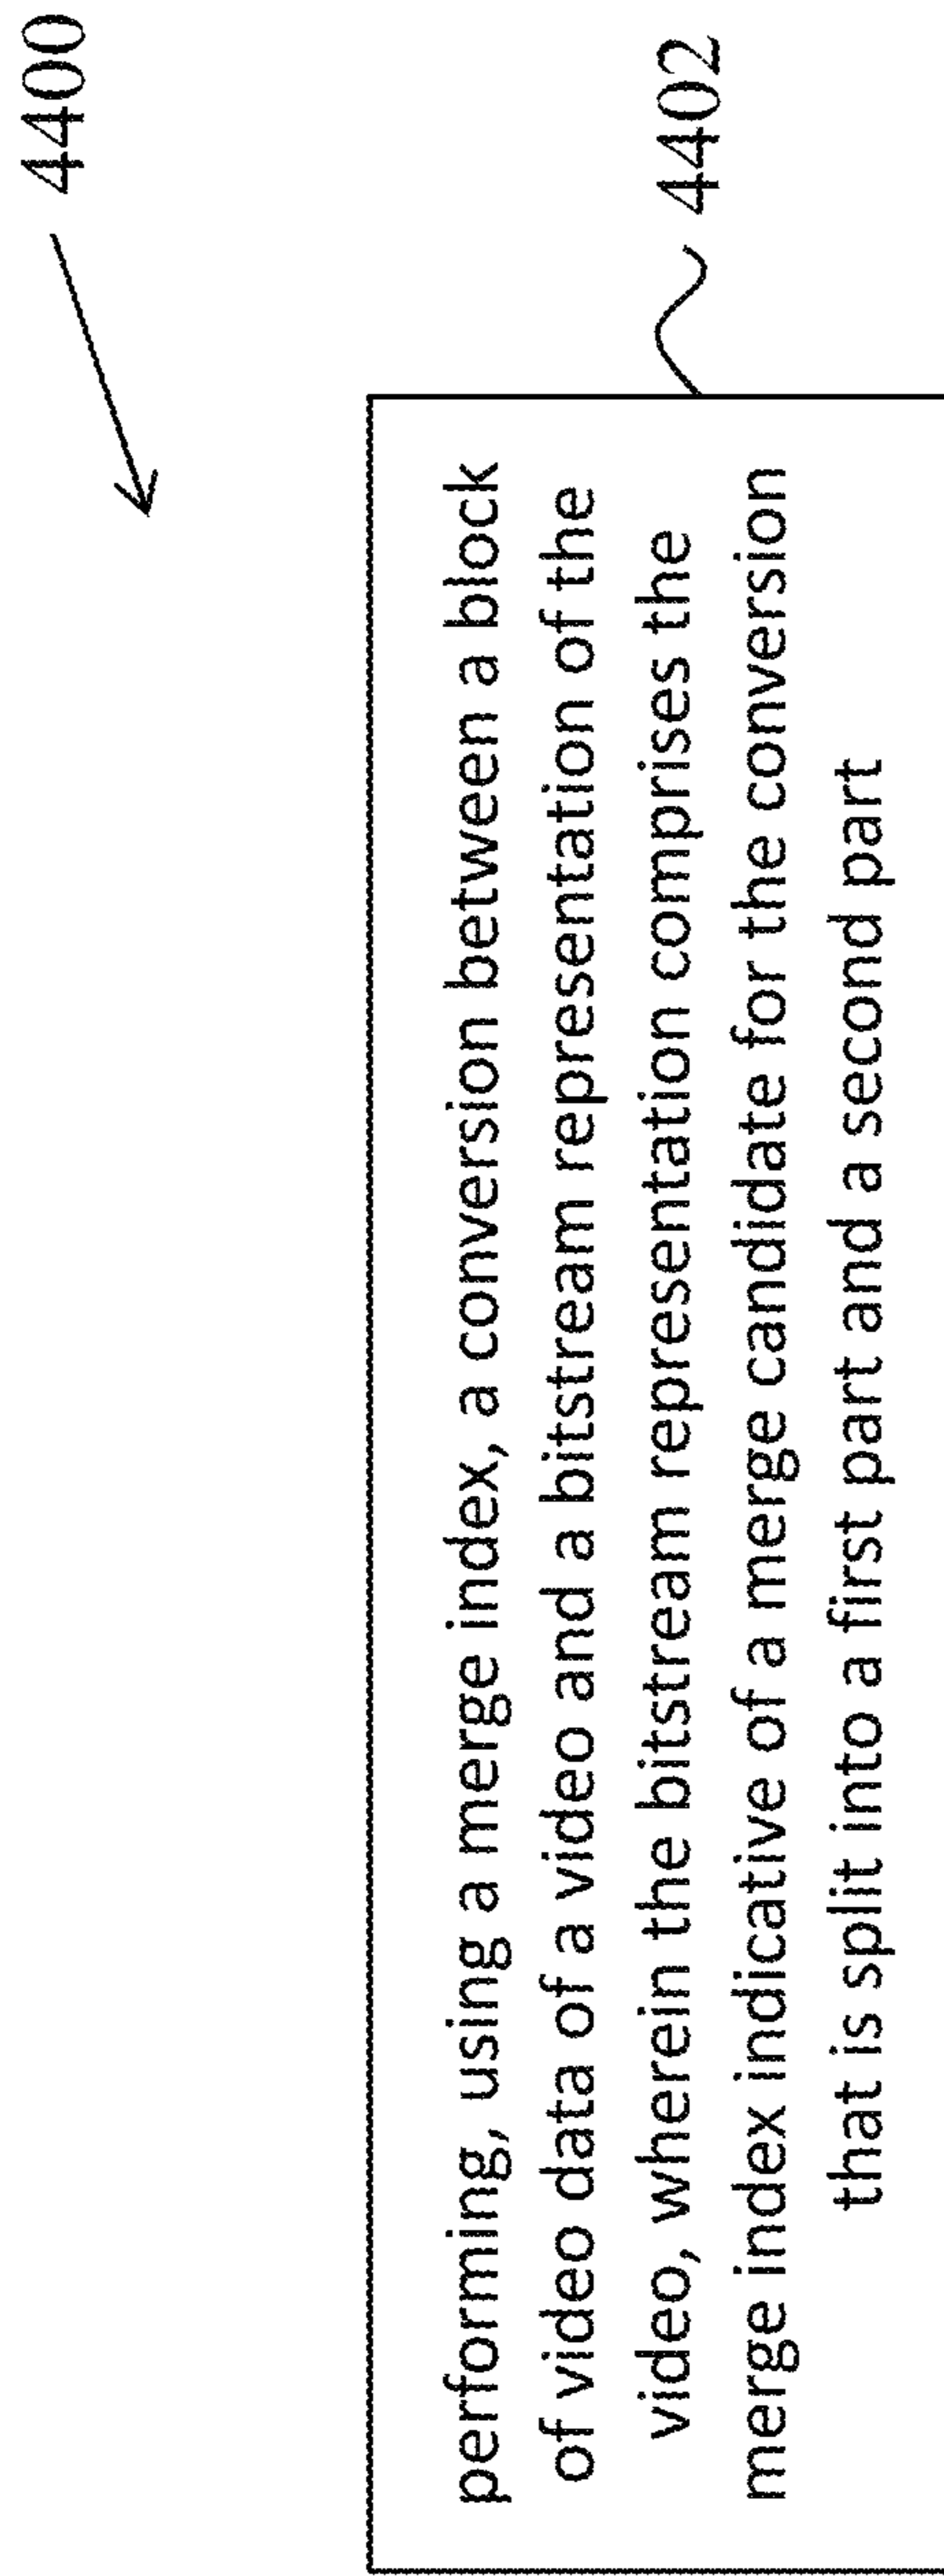 4400
performing, using a merge index, a conversion between a block
of video data of a video and a bitstream representation of the
video, wherein the bitstream representation comprises the
merge index indicative of a merge candidate for the conversion
that is split into a first part and a second part
4402